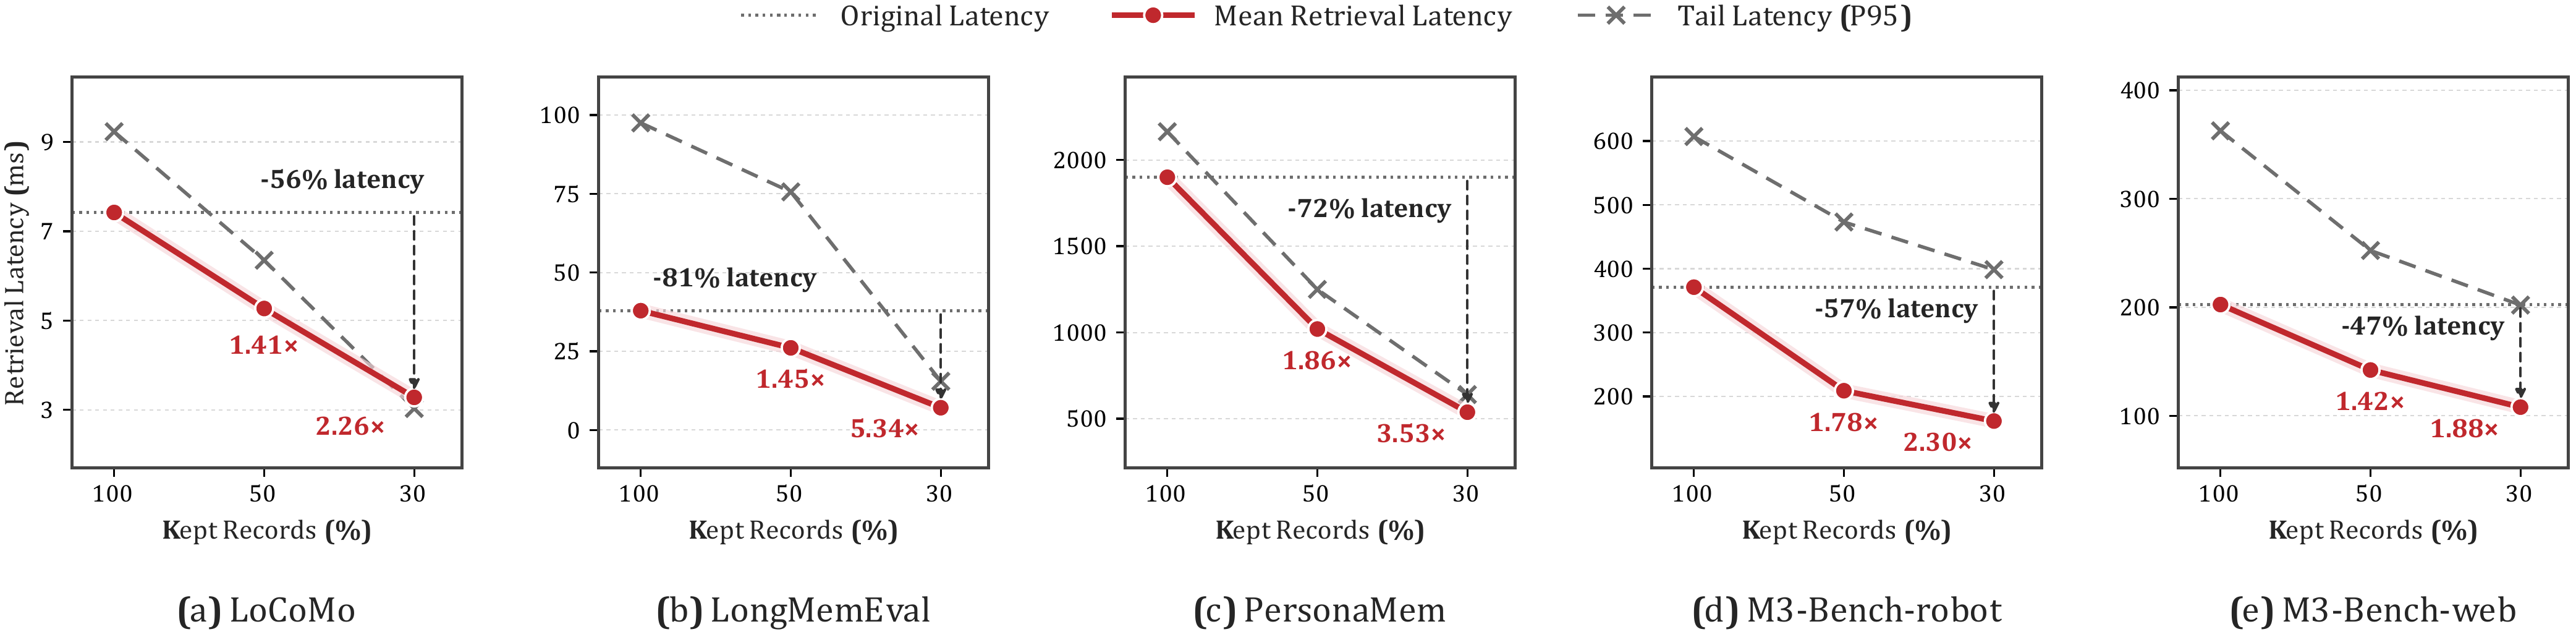 Original Latency
Mean Retrieval Latency
Tail Latency (P95)
Retrieval Latency (ms)
9
7
5
3
-56% latency
1.41×
2.26×
100
50
30
Kept Records (%)
(a) LoCoMo
100
75
50
25
0
-81% latency
1.45×
5.34×
100
50
30
Kept Records (%)
(b) LongMemEval
2000
1500
1000
500
-72% latency
1.86×
3.53×
100
50
30
Kept Records (%)
(c) PersonaMem
600
500
400
300
200
-57% latency
1.78×
2.30×
100
50
30
Kept Records (%)
(d) M3-Bench-robot
400
300
200
100
-47% latency
1.42×
1.88×
100
50
30
Kept Records (%)
(e) M3-Bench-web